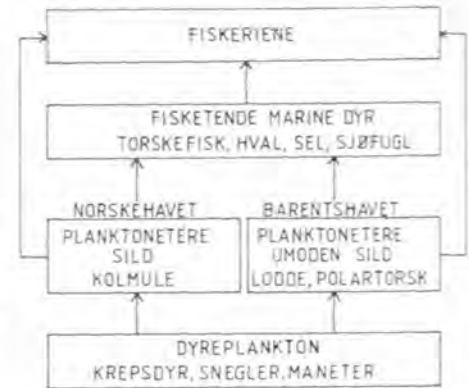 FISKERIENE
FISKETENDE MARINE DYR
TORSKEFISK, HVAL, SEL, SJØFUGL
NORSKEHAVET
PLANKTONETERE
SILD
KOLMULE
BARENTSHAVET
PLANKTONETERE
UMODEN SILD
LODDE, POLARTORSK
DYREPLANKTON
KREPSDYR, SNEGLER, MANETER